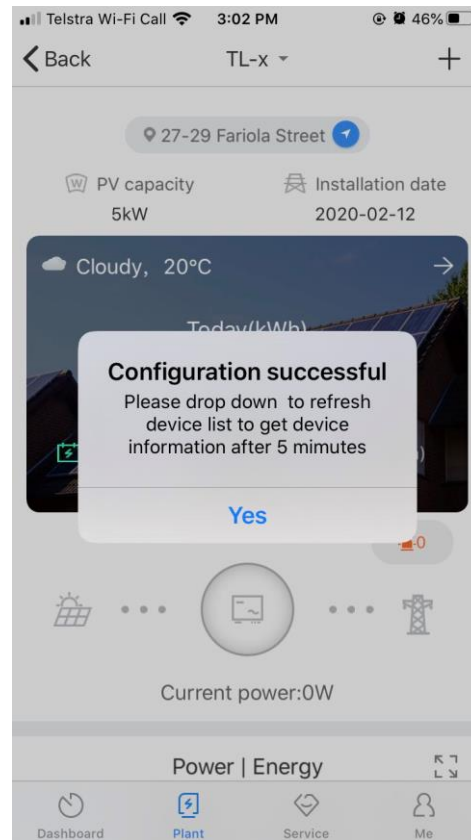 Telstra Wi-Fi Call 3:02 PM 46%
Back TL-x +
27-29 Fariola Street
PV capacity Installation date
5kW 2020-02-12
Cloudy, 20°C
Today(kWh)
Configuration successful
Please drop down to refresh
device list to get device
information after 5 mimutes
)
Yes
0
Current power:0W
Power | Energy
Dashboard Plant Service Me